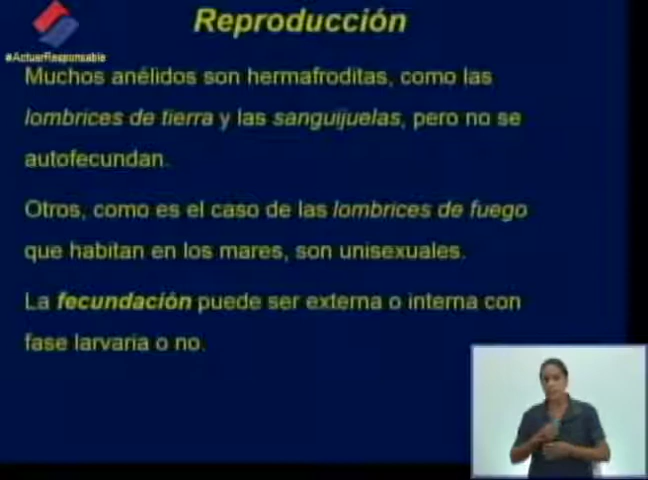 Reproducción
#ActuarResponsable
Muchos anélidos son hermafroditas, como las
lombrices de tierra y las sanguijuelas, pero no se
autofecundan.
Otros, como es el caso de las lombrices de fuego
que habitan en los mares, son unisexuales.
La fecundación puede ser externa o interna con
fase larvaria o no.